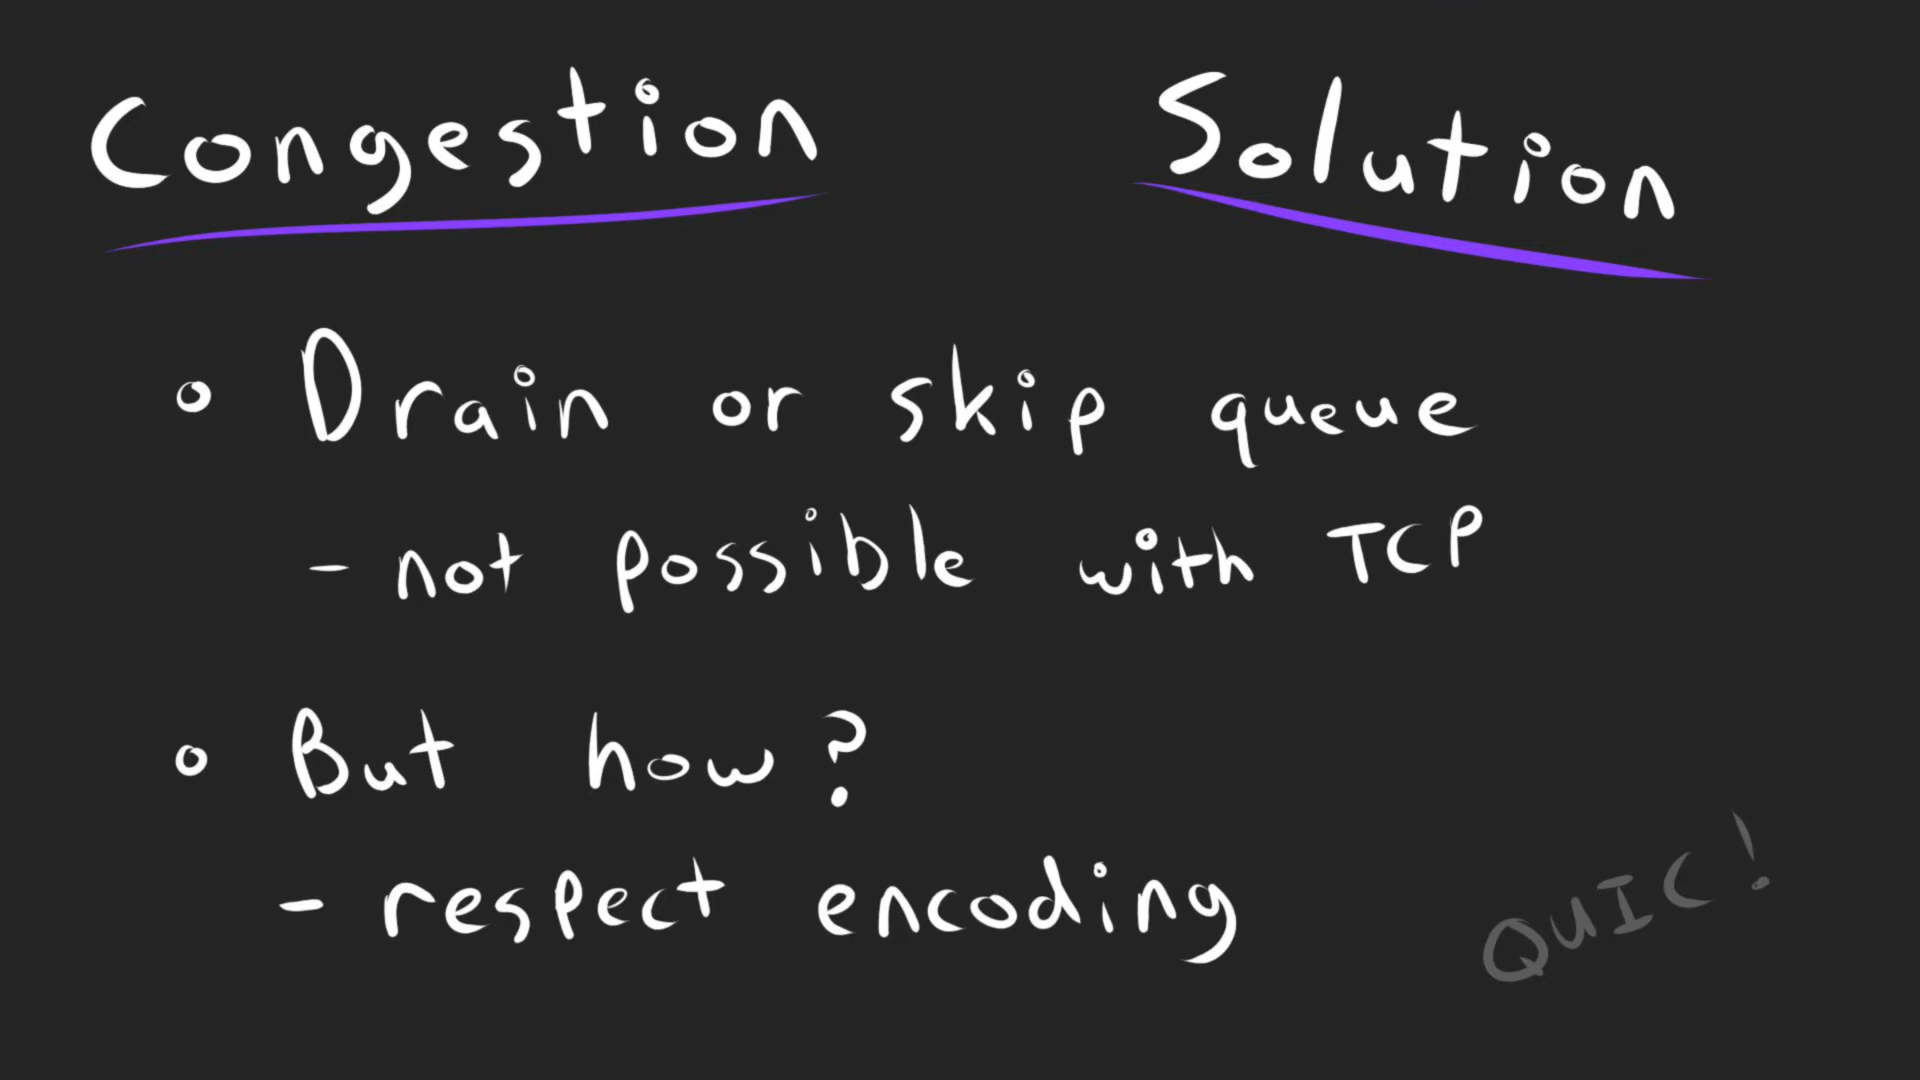 Congestion Solution
Drain or skip queue
- not possible with TCP
But how?
- respect encoding
QUIC!